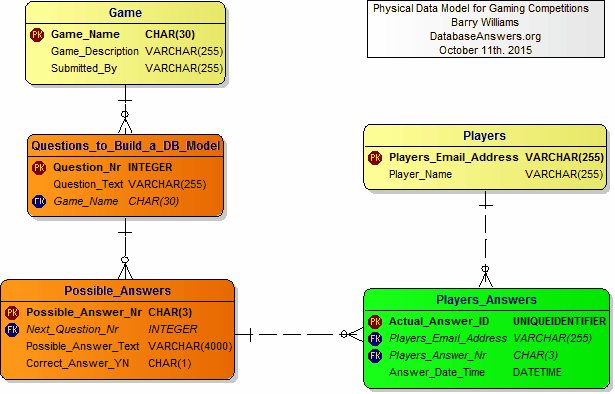 Physical Data Model for Gaming Competitions
Barry Williams
DatabaseAnswers.org
October 11th. 2015
Game
PK Game_Name CHAR(30)
Game_Description VARCHAR(255)
Submitted_By VARCHAR(255)
Questions_to_Build_a_DB_Model
PK Question_Nr INTEGER
Question_Text VARCHAR(255)
FK Game_Name CHAR(30)
Players
PK Players_Email_Address VARCHAR(255)
Player_Name VARCHAR(255)
Possible_Answers
PK Possible_Answer_Nr CHAR(3)
FK Next_Question_Nr INTEGER
Possible_Answer_Text VARCHAR(4000)
Correct_Answer_YN CHAR(1)
Players_Answers
PK Actual_Answer_ID UNIQUEIDENTIFIER
FK Players_Email_Address VARCHAR(255)
FK Players_Answer_Nr CHAR(3)
Answer_Date_Time DATETIME